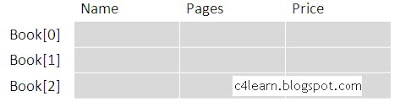 Name Pages Price
Book[0]
Book[1]
Book[2]
c4learn.blogspot.com